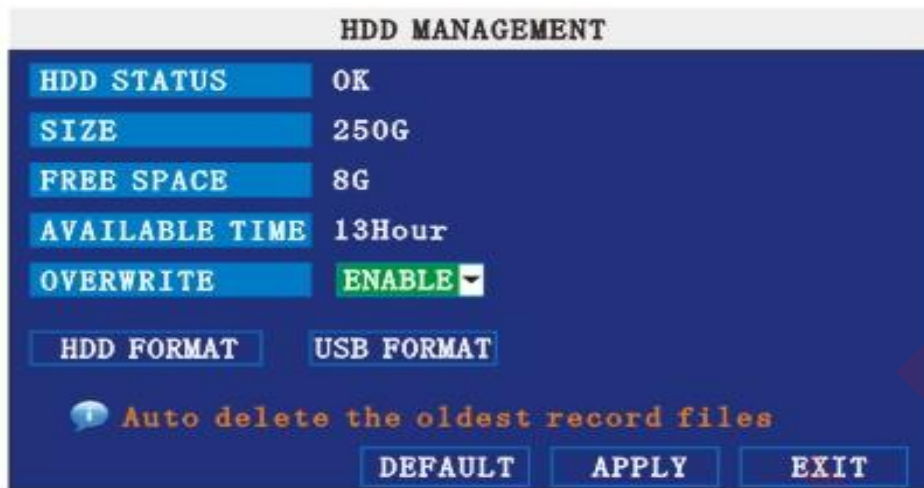 HDD MANAGEMENT
HDD STATUS OK
SIZE 250G
FREE SPACE 8G
AVAILABLE TIME 13Hour
OVERWRITE ENABLE
HDD FORMAT USB FORMAT
Auto delete the oldest record files
DEFAULT APPLY EXIT